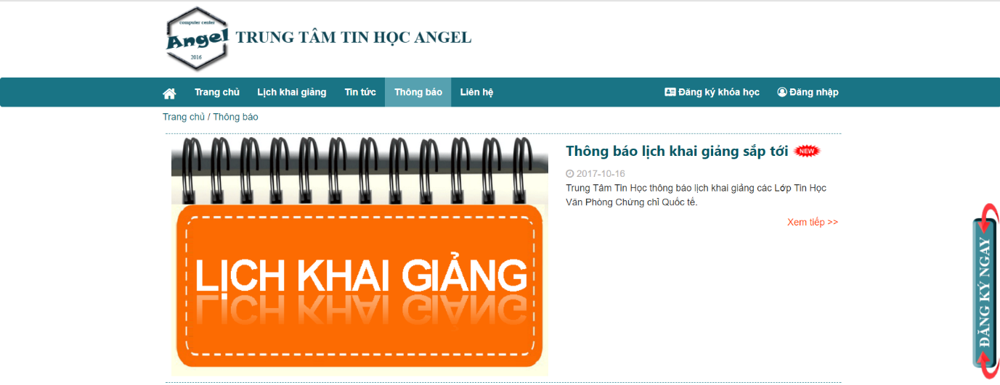 computer center
Angel
2016
TRUNG TÂM TIN HỌC ANGEL
Trang chủ
Lịch khai giảng
Tin tức
Thông báo
Liên hệ
Đăng ký khóa học
Đăng nhập
Trang chủ / Thông báo
LỊCH KHAI GIẢNG
Thông báo lịch khai giảng sắp tới NEW
2017-10-16
Trung Tâm Tin Học thông báo lịch khai giảng các Lớp Tin Học
Văn Phòng Chứng chỉ Quốc tế.
Xem tiếp >>
ĐĂNG KÝ NGAY